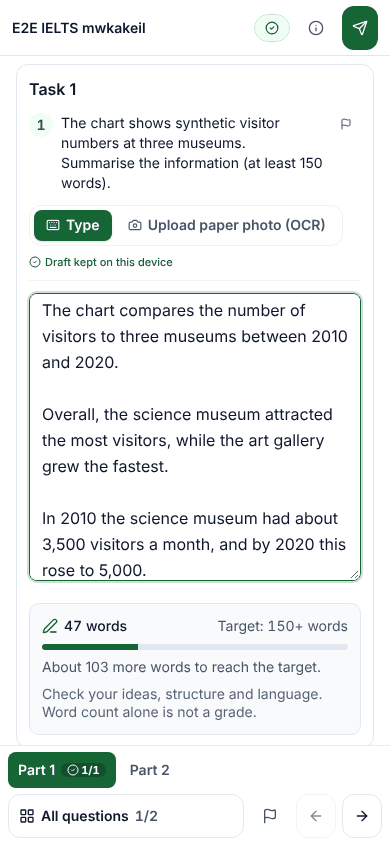 E2E IELTS mwkakeil
Task 1
1
The chart shows synthetic visitor
numbers at three museums.
Summarise the information (at least 150
words).
Type
Upload paper photo (OCR)
Draft kept on this device
The chart compares the number of
visitors to three museums between 2010
and 2020.
Overall, the science museum attracted
the most visitors, while the art gallery
grew the fastest.
In 2010 the science museum had about
3,500 visitors a month, and by 2020 this
rose to 5,000.
47 words
Target: 150+ words
About 103 more words to reach the target.
Check your ideas, structure and language.
Word count alone is not a grade.
Part 1 1/1
Part 2
All questions 1/2